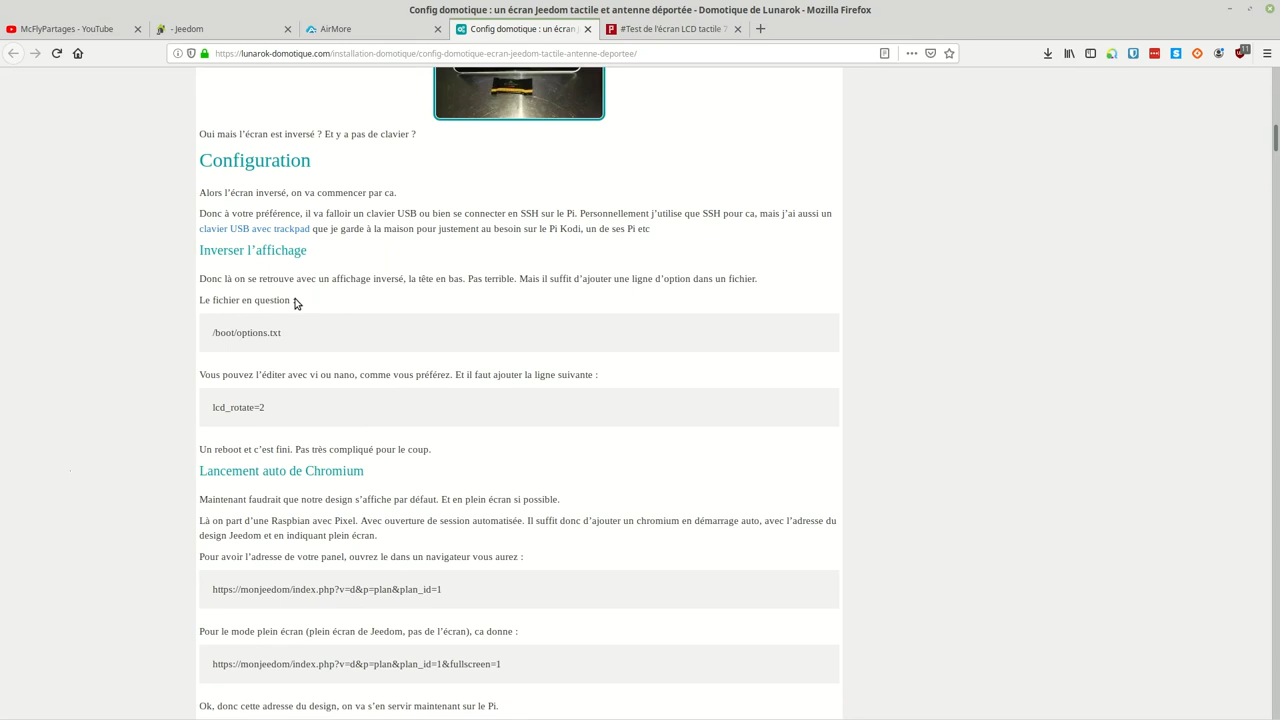 Config domotique : un écran Jeedom tactile et antenne déportée - Domotique de Lunarok - Mozilla Firefox
McFlyPartages - YouTube
- Jeedom
AirMore
Config domotique : un écran J
#Test de l'écran LCD tactile 7
https://lunarok-domotique.com/installation-domotique/config-domotique-ecran-jeedom-tactile-antenne-deportee/
11
Oui mais l’écran est inversé ? Et y a pas de clavier ?
Configuration
Alors l’écran inversé, on va commencer par ca.
Donc à votre préférence, il va falloir un clavier USB ou bien se connecter en SSH sur le Pi. Personnellement j’utilise que SSH pour ca, mais j’ai aussi un
clavier USB avec trackpad que je garde à la maison pour justement au besoin sur le Pi Kodi, un de ses Pi etc
Inverser l’affichage
Donc là on se retrouve avec un affichage inversé, la tête en bas. Pas terrible. Mais il suffit d’ajouter une ligne d’option dans un fichier.
Le fichier en question :
/boot/options.txt
Vous pouvez l’éditer avec vi ou nano, comme vous préférez. Et il faut ajouter la ligne suivante :
lcd_rotate=2
Un reboot et c’est fini. Pas très compliqué pour le coup.
Lancement auto de Chromium
Maintenant faudrait que notre design s’affiche par défaut. Et en plein écran si possible.
Là on part d’une Raspbian avec Pixel. Avec ouverture de session automatisée. Il suffit donc d’ajouter un chromium en démarrage auto, avec l’adresse du
design Jeedom et en indiquant plein écran.
Pour avoir l’adresse de votre panel, ouvrez le dans un navigateur vous aurez :
https://monjeedom/index.php?v=d&p=plan&plan_id=1
Pour le mode plein écran (plein écran de Jeedom, pas de l’écran), ca donne :
https://monjeedom/index.php?v=d&p=plan&plan_id=1&fullscreen=1
Ok, donc cette adresse du design, on va s’en servir maintenant sur le Pi.